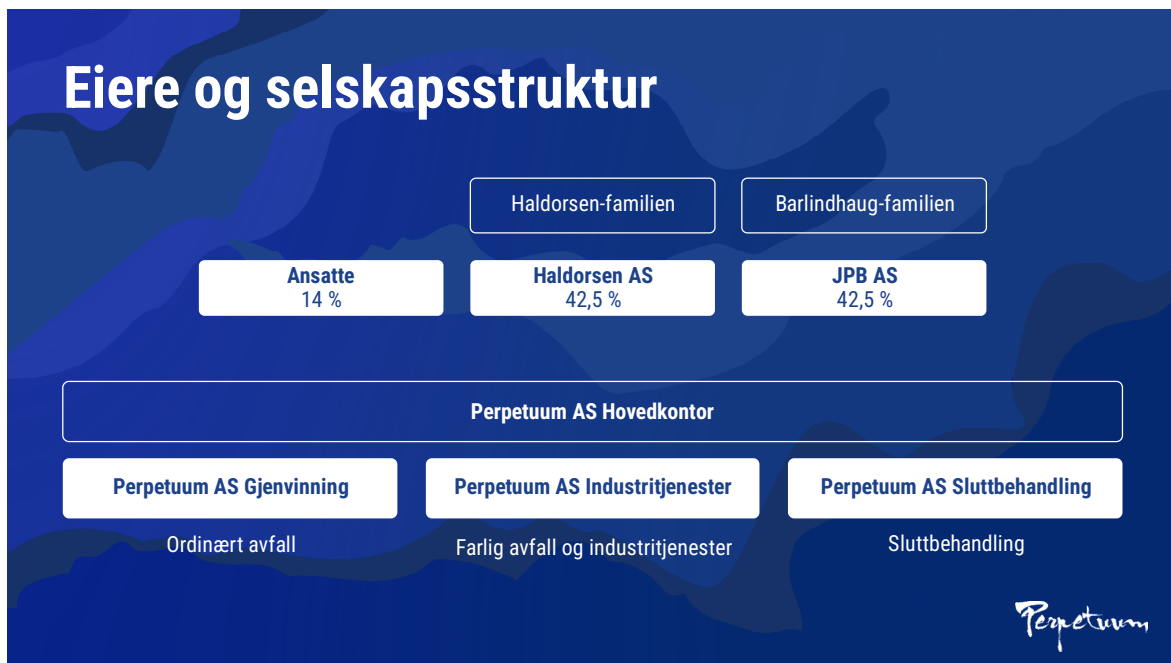 Eiere og selskapsstruktur
Haldorsen-familien
Barlindhaug-familien
Ansatte
14 %
Haldorsen AS
42,5 %
JPB AS
42,5 %
Perpetuum AS Hovedkontor
Perpetuum AS Gjenvinning
Perpetuum AS Industritjenester
Perpetuum AS Sluttbehandling
Ordinært avfall
Farlig avfall og industritjenester
Sluttbehandling
Perpetuum